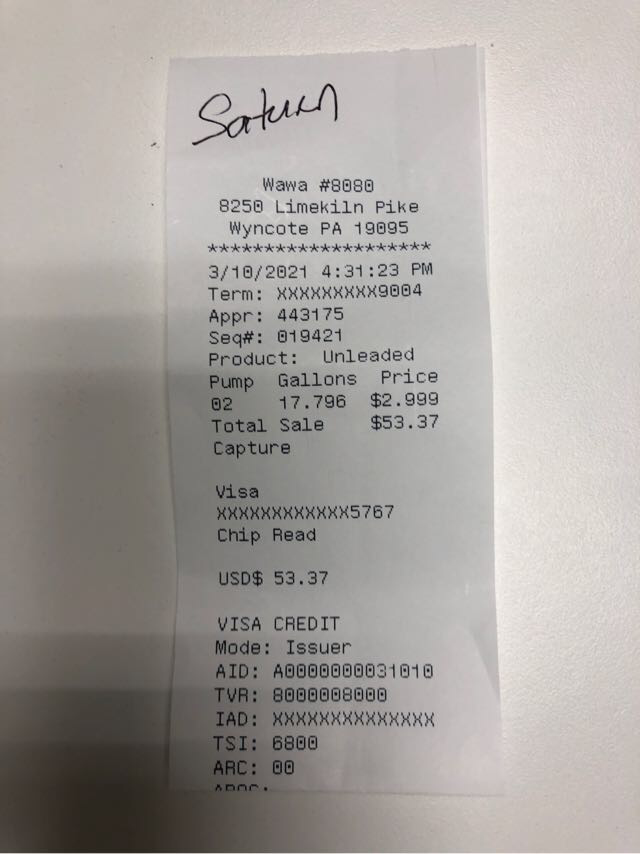 Saturn
Wawa #8080
8250 Limekiln Pike
Wyncote PA 19095
********************
3/10/2021 4:31:23 PM
Term: XXXXXXXXX9004
Appr: 443175
Seq#: 019421
Product: Unleaded
Pump Gallons Price
02 17.796 $2.999
Total Sale $53.37
Capture
Visa
XXXXXXXXXXXX5767
Chip Read
USD$ 53.37
VISA CREDIT
Mode: Issuer
AID: A0000000031010
TVR: 8000008000
IAD: XXXXXXXXXXXXXX
TSI: 6800
ARC: 00